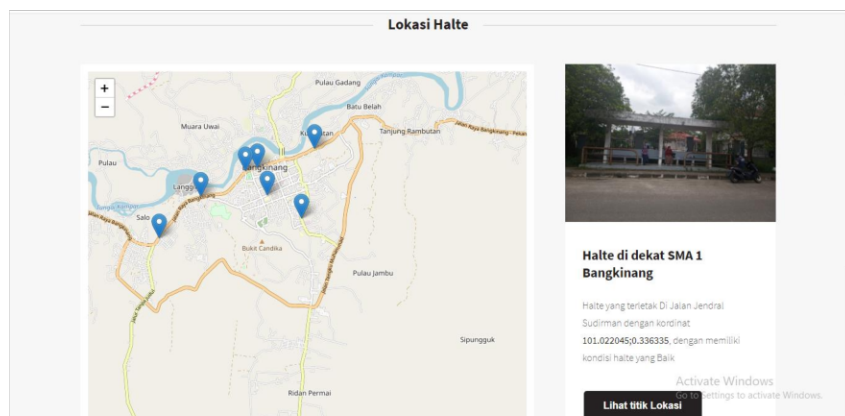 Lokasi Halte
+
−
Pulau Gadang
Batu Belah
Muara Uwai
Tanjung Rambutan
Pulau
Bangkinang
Salo
Bukit Candika
Pulau Jambu
Sipungguk
Ridan Permai
Halte di dekat SMA 1
Bangkinang
Halte yang terletak Di Jalan Jendral
Sudirman dengan kordinat
101.022045;0.336335, dengan memiliki
kondisi halte yang Baik
Lihat titik Lokasi
Activate Windows
Go to Settings to activate Windows.